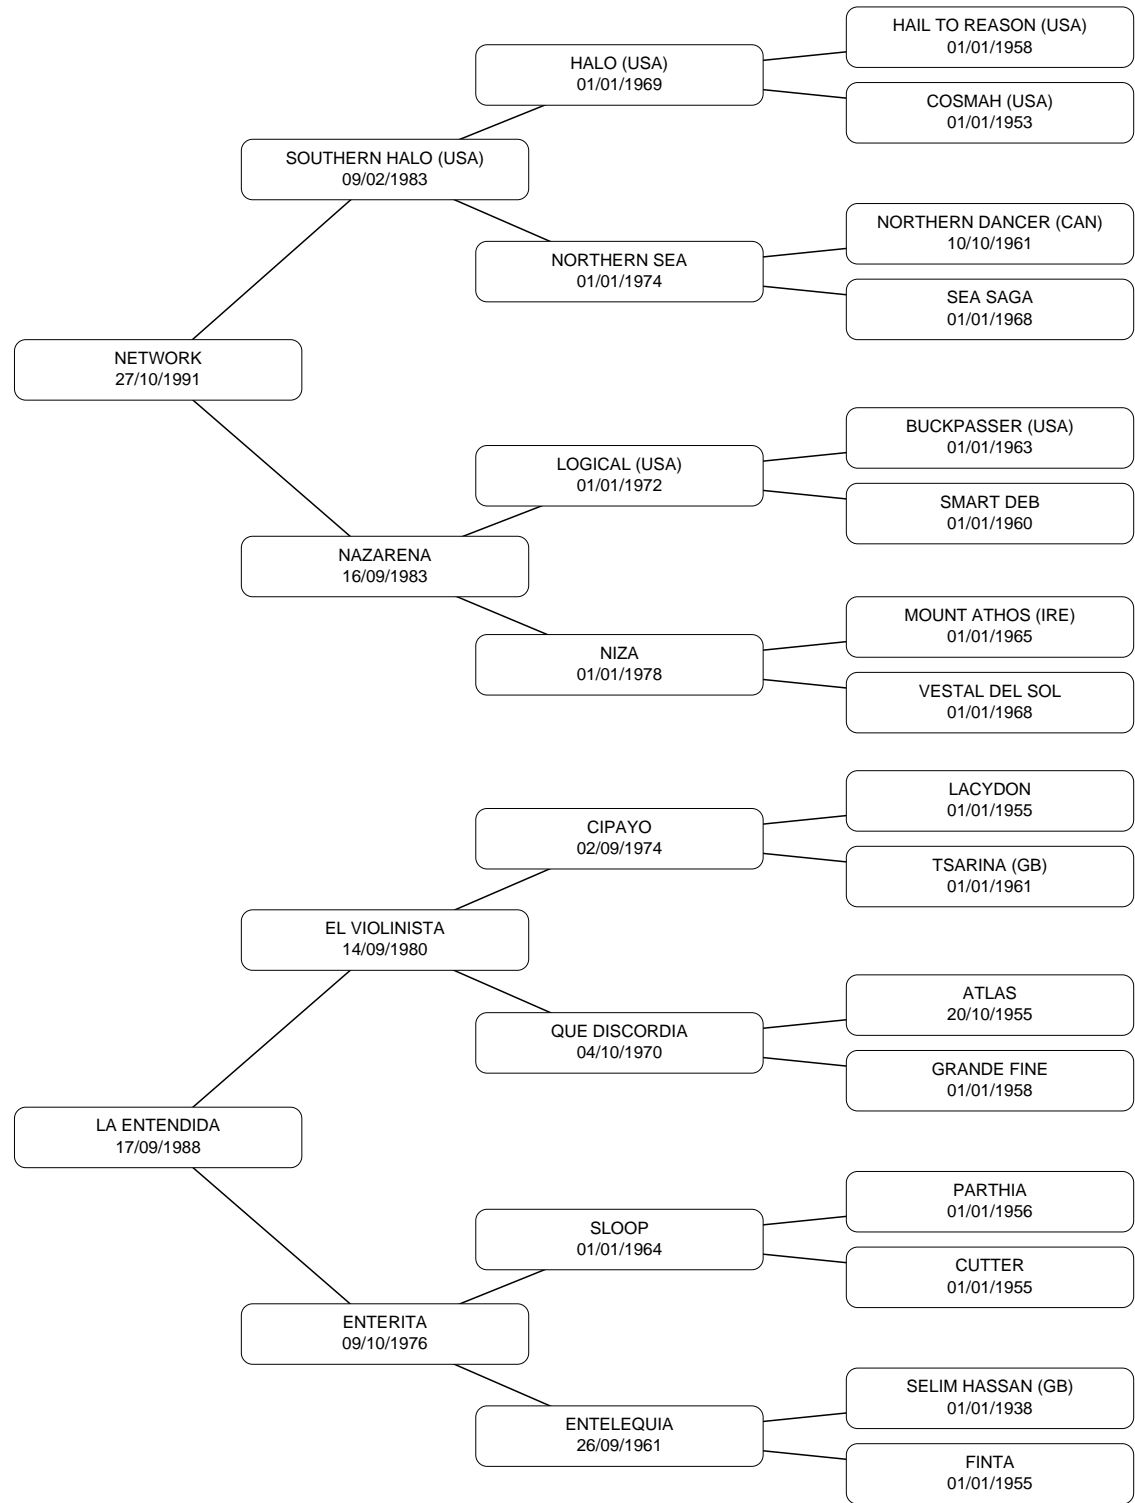 HAIL TO REASON (USA)
01/01/1958
HALO (USA)
01/01/1969
COSMAH (USA)
01/01/1953
SOUTHERN HALO (USA)
09/02/1983
NORTHERN DANCER (CAN)
10/10/1961
NORTHERN SEA
01/01/1974
SEA SAGA
01/01/1968
NETWORK
27/10/1991
BUCKPASSER (USA)
01/01/1963
LOGICAL (USA)
01/01/1972
SMART DEB
01/01/1960
NAZARENA
16/09/1983
MOUNT ATHOS (IRE)
01/01/1965
NIZA
01/01/1978
VESTAL DEL SOL
01/01/1968
LACYDON
01/01/1955
CIPAYO
02/09/1974
TSARINA (GB)
01/01/1961
EL VIOLINISTA
14/09/1980
ATLAS
20/10/1955
QUE DISCORDIA
04/10/1970
GRANDE FINE
01/01/1958
LA ENTENDIDA
17/09/1988
PARTHIA
01/01/1956
SLOOP
01/01/1964
CUTTER
01/01/1955
ENTERITA
09/10/1976
SELIM HASSAN (GB)
01/01/1938
ENTELEQUIA
26/09/1961
FINTA
01/01/1955